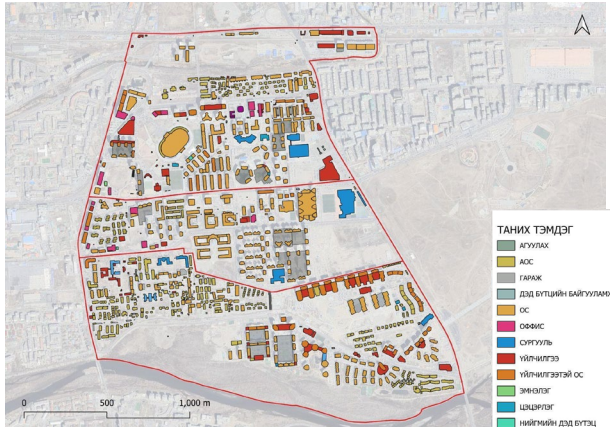 ТАНИХ ТЭМДЭГ
АГУУЛАХ
АОС
ГАРАЖ
ДЭД БҮТЦИЙН БАЙГУУЛАМЖ
ОС
ОФФИС
СУРГУУЛЬ
ҮЙЛЧИЛГЭЭ
ҮЙЛЧИЛГЭЭТЭЙ ОС
ЭМНЭЛЭГ
ЦЭЦЭРЛЭГ
НИЙГМИЙН ДЭД БҮТЭЦ
0 500 1,000 m